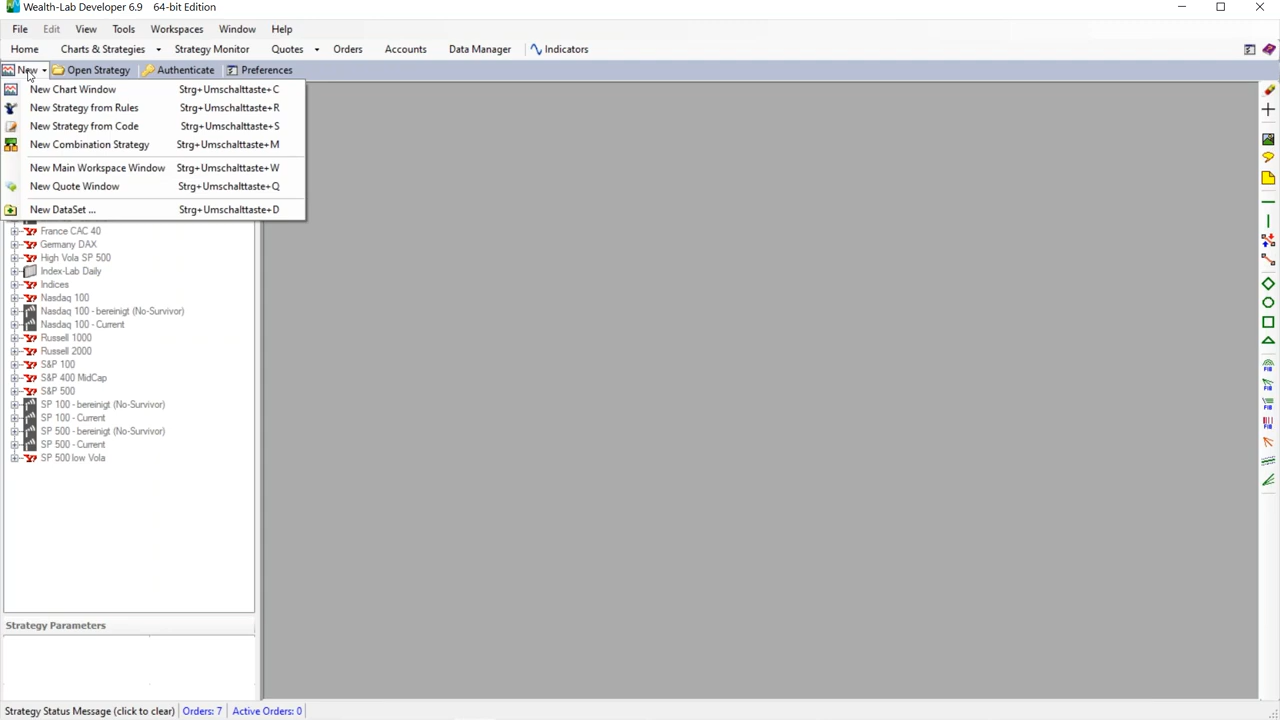 Wealth-Lab Developer 6.9    64-bit Edition
File Edit View Tools Workspaces Window Help
Home Charts & Strategies Strategy Monitor Quotes Orders Accounts Data Manager Indicators
New Open Strategy Authenticate Preferences
New Chart Window Strg+Umschalttaste+C
New Strategy from Rules Strg+Umschalttaste+R
New Strategy from Code Strg+Umschalttaste+S
New Combination Strategy Strg+Umschalttaste+M
New Main Workspace Window Strg+Umschalttaste+W
New Quote Window Strg+Umschalttaste+Q
New DataSet ... Strg+Umschalttaste+D
France CAC 40
Germany DAX
High Vola SP 500
Index-Lab Daily
Indices
Nasdaq 100
Nasdaq 100 - bereinigt (No-Survivor)
Nasdaq 100 - Current
Russell 1000
Russell 2000
S&P 100
S&P 400 MidCap
S&P 500
SP 100 - bereinigt (No-Survivor)
SP 100 - Current
SP 500 - bereinigt (No-Survivor)
SP 500 - Current
SP 500 low Vola
FIB
FIB
FIB
FIB
Strategy Parameters
Strategy Status Message (click to clear) Orders: 7 Active Orders: 0